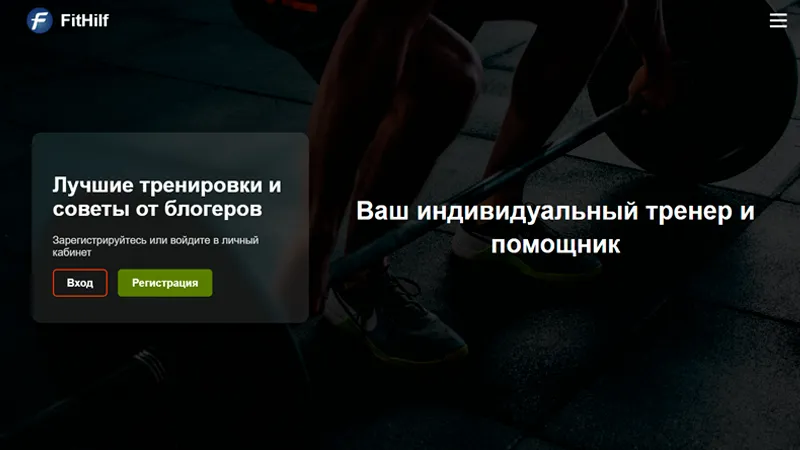 FitHilf
Лучшие тренировки и
советы от блогеров
Зарегистрируйтесь или войдите в личный
кабинет
Вход
Регистрация
Ваш индивидуальный тренер и
помощник